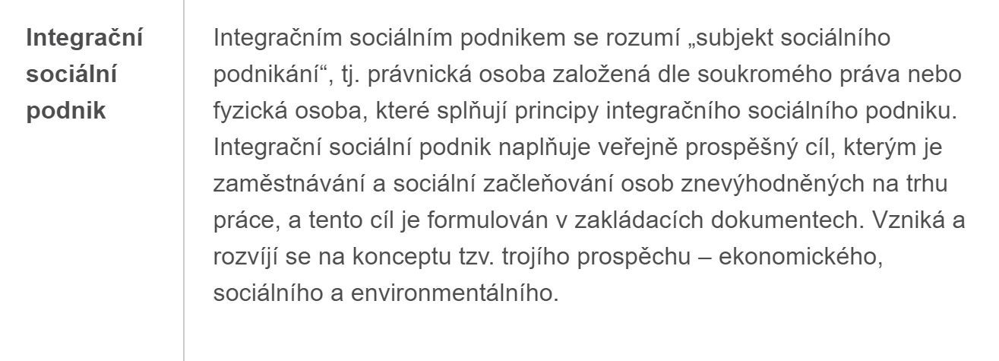 Integrační
sociální
podnik
Integračním sociálním podnikem se rozumí „subjekt sociálního
podnikání“, tj. právnická osoba založená dle soukromého práva nebo
fyzická osoba, které splňují principy integračního sociálního podniku.
Integrační sociální podnik naplňuje veřejně prospěšný cíl, kterým je
zaměstnávání a sociální začleňování osob znevýhodněných na trhu
práce, a tento cíl je formulován v zakládacích dokumentech. Vzniká a
rozvíjí se na konceptu tzv. trojího prospěchu – ekonomického,
sociálního a environmentálního.